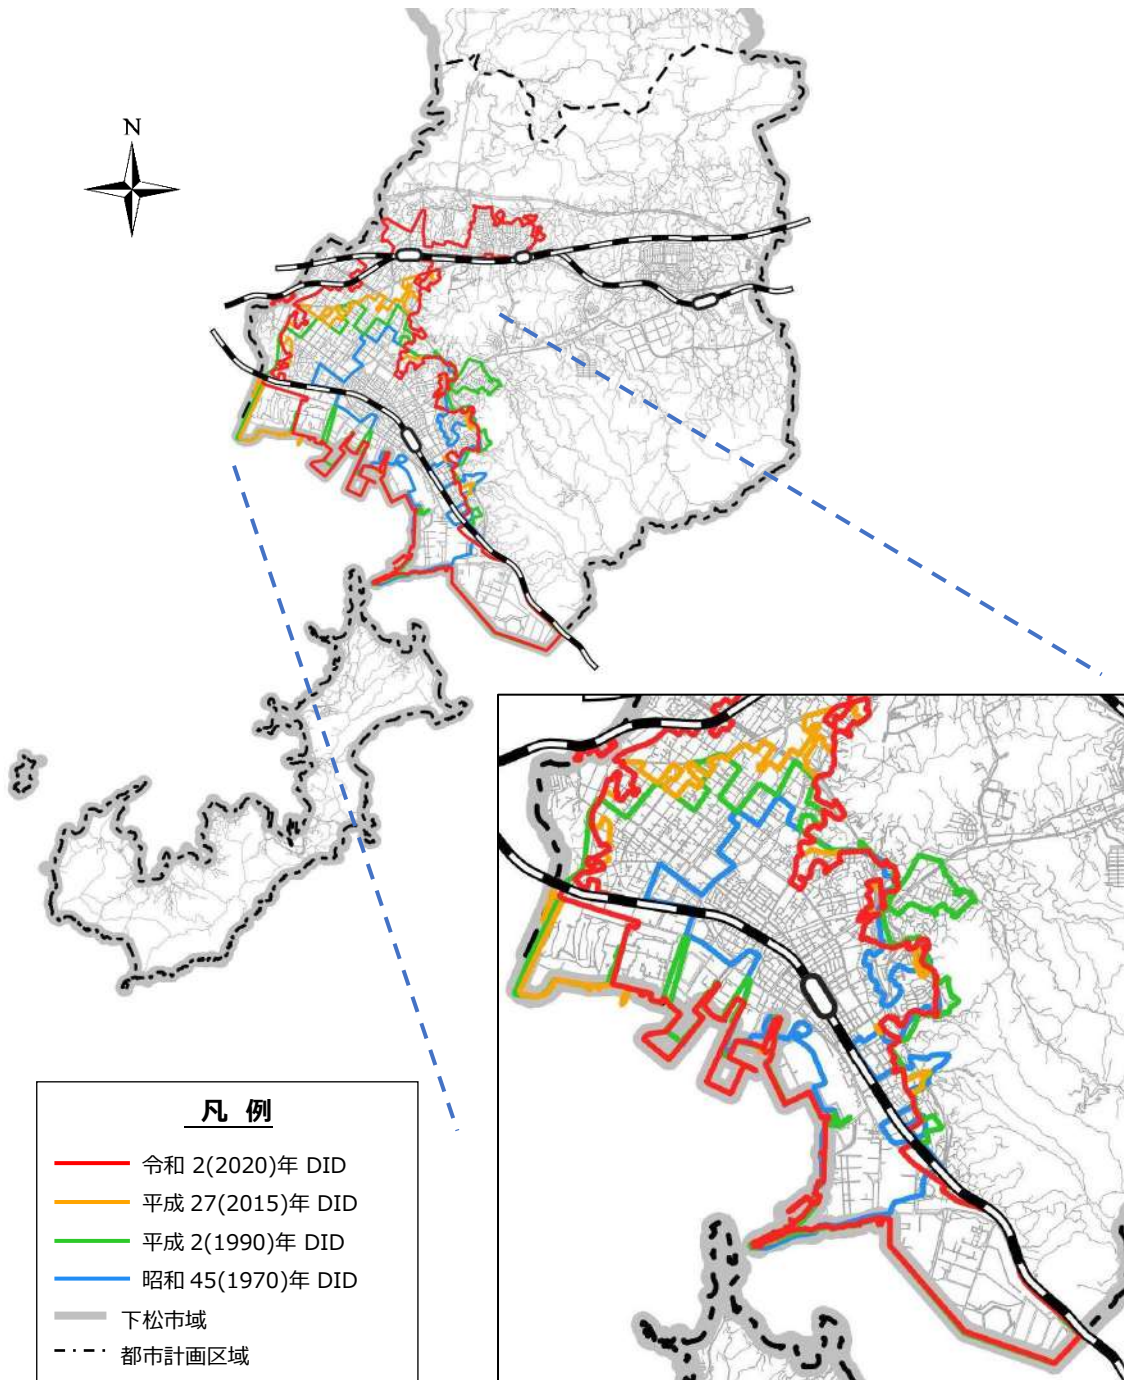 N
凡 例
令和 2(2020)年 DID
平成 27(2015)年 DID
平成 2(1990)年 DID
昭和 45(1970)年 DID
下松市域
都市計画区域